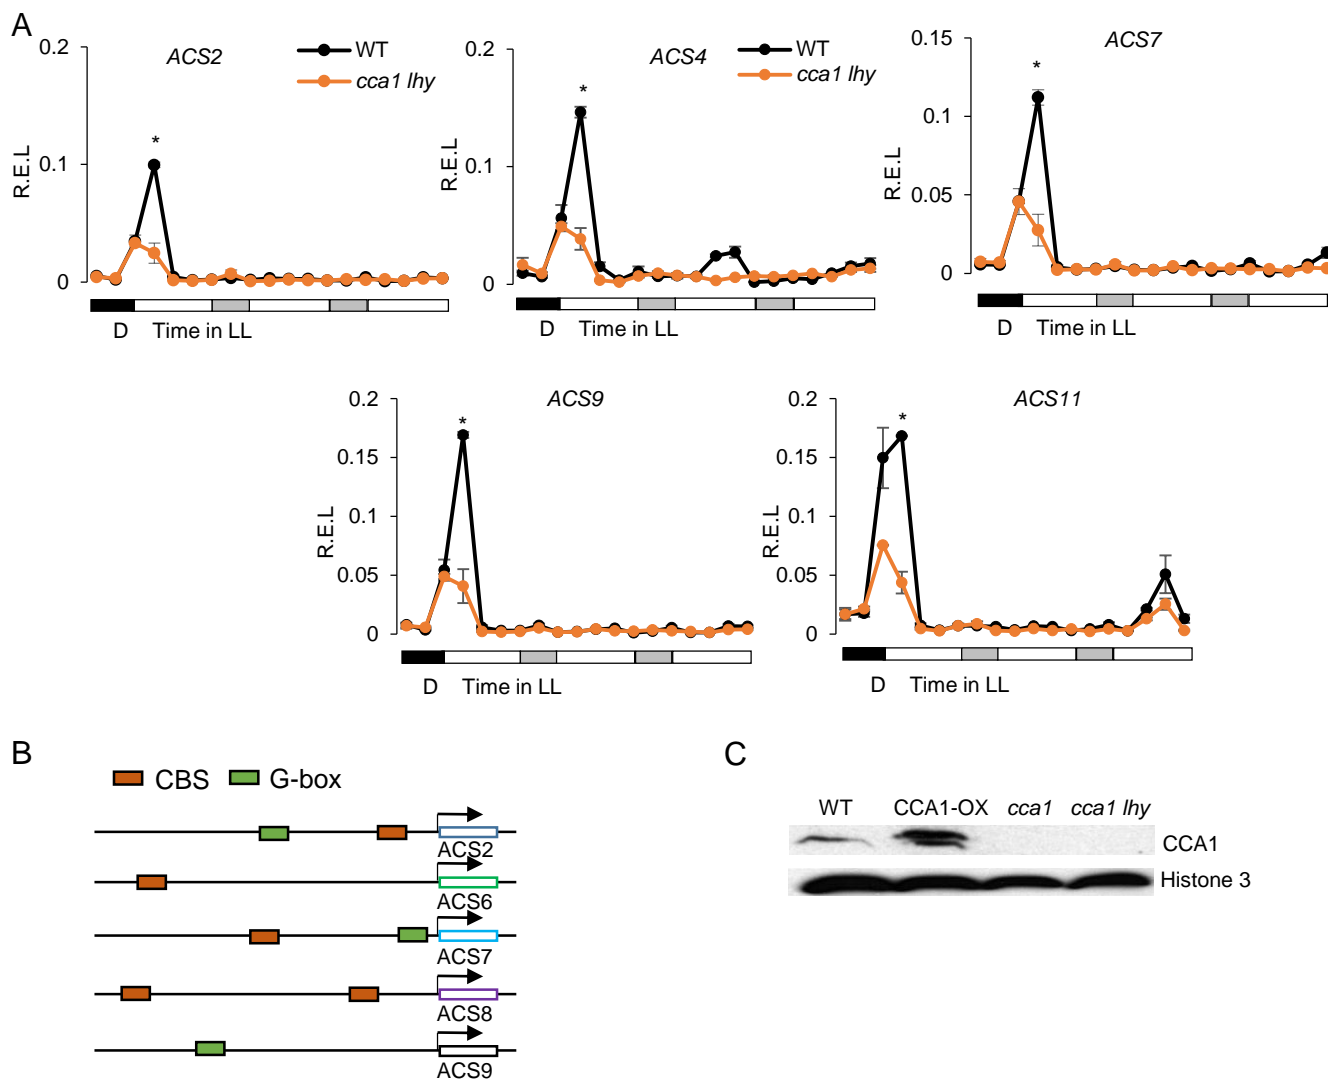 A
ACS2
WT
cca1 lhy
0.2
0.1
0
R.E.L
*
D Time in LL
ACS4
WT
cca1 lhy
0.2
0.1
0
R.E.L
*
D Time in LL
ACS7
0.15
0.1
0.05
0
R.E.L
*
D Time in LL
ACS9
0.2
0.15
0.1
0.05
0
R.E.L
*
D Time in LL
ACS11
0.2
0.15
0.1
0.05
0
R.E.L
*
D Time in LL
B
CBS G-box
ACS2
ACS6
ACS7
ACS8
ACS9
C
WT CCA1-OX cca1 cca1 lhy
CCA1
Histone 3